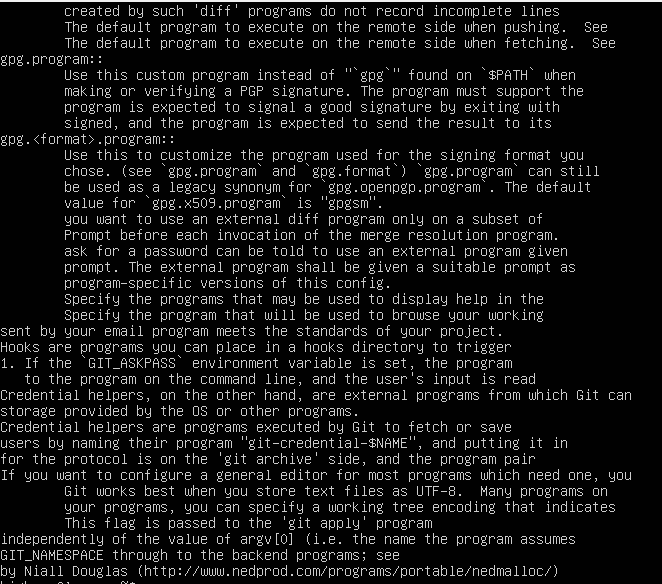 created by such 'diff' programs do not record incomplete lines
The default program to execute on the remote side when pushing.  See
The default program to execute on the remote side when fetching.  See
gpg.program::
Use this custom program instead of "`gpg`" found on `$PATH` when
making or verifying a PGP signature. The program must support the
program is expected to signal a good signature by exiting with
signed, and the program is expected to send the result to its
gpg.<format>.program::
Use this to customize the program used for the signing format you
chose. (see `gpg.program` and `gpg.format`) `gpg.program` can still
be used as a legacy synonym for `gpg.openpgp.program`. The default
value for `gpg.x509.program` is "gpgsm".
you want to use an external diff program only on a subset of
Prompt before each invocation of the merge resolution program.
ask for a password can be told to use an external program given
prompt. The external program shall be given a suitable prompt as
program-specific versions of this config.
Specify the programs that may be used to display help in the
Specify the program that will be used to browse your working
sent by your email program meets the standards of your project.
Hooks are programs you can place in a hooks directory to trigger
1. If the `GIT_ASKPASS` environment variable is set, the program
to the program on the command line, and the user's input is read
Credential helpers, on the other hand, are external programs from which Git can
storage provided by the OS or other programs.
Credential helpers are programs executed by Git to fetch or save
users by naming their program "git-credential-$NAME", and putting it in
for the protocol is on the 'git archive' side, and the program pair
If you want to configure a general editor for most programs which need one, you
Git works best when you store text files as UTF-8.  Many programs on
your programs, you can specify a working tree encoding that indicates
This flag is passed to the 'git apply' program
independently of the value of argv[0] (i.e. the name the program assumes
GIT_NAMESPACE through to the backend programs; see
by Niall Douglas (http://www.nedprod.com/programs/portable/nedmalloc/)